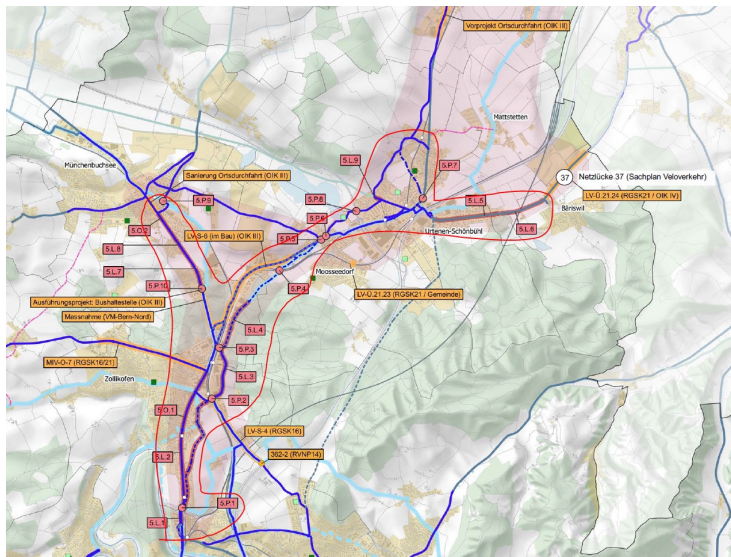 Vorprojekt Ortsdurchfahrt (OIK III)
Mattstetten
Münchenbuchsee
5.L.9
5.P.7
Sanierung Ortsdurchfahrt (OIK III)
37
Netzlücke 37 (Sachplan Veloverkehr)
LV-Ü.21.24 (RGSK21 / OIK IV)
5.P.9
5.P.8
5.L.5
Bäriswil
5.P.6
5.O.2
LV-S-6 (im Bau) (OIK III)
5.P.5
5.L.6
Urtenen-Schönbühl
5.L.8
5.L.7
Moosseedorf
LV-Ü.21.23 (RGSK21 / Gemeinde)
5.P.10
5.P.4
Ausführungsprojekt: Bushaltestelle (OIK III)
Massnahme (VM-Bern-Nord)
5.L.4
5.P.3
MIV-O-7 (RGSK16/21)
5.L.3
Zollikofen
5.P.2
5.O.1
LV-S-4 (RGSK16)
5.L.2
362-2 (RVNP14)
5.P.1
5.L.1